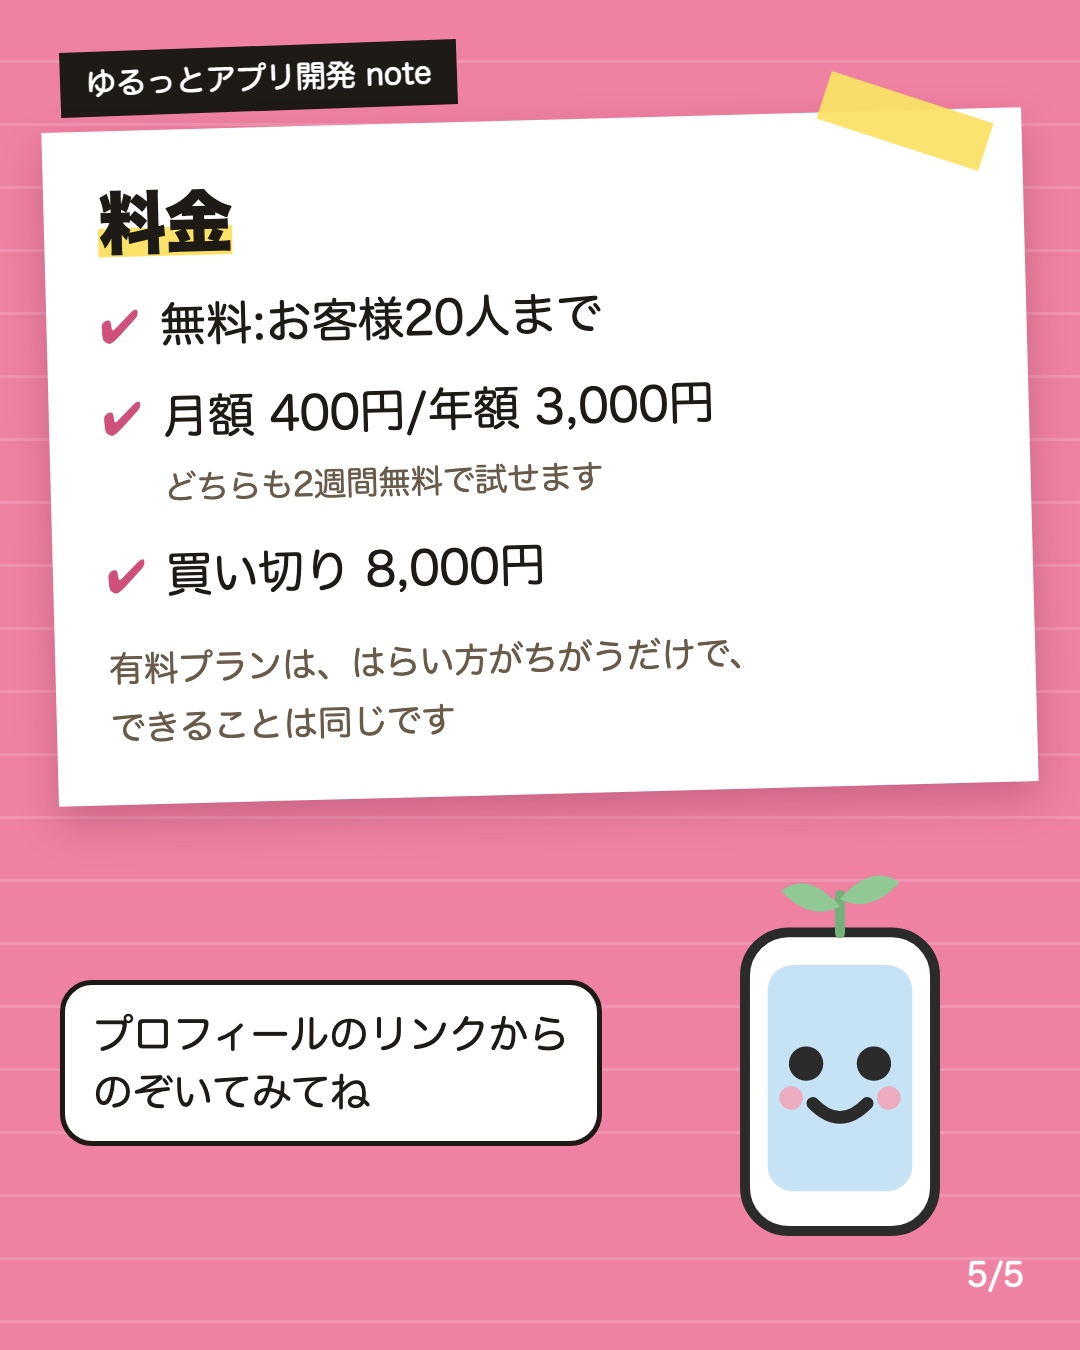 ゆるっとアプリ開発 note
料金
✔ 無料:お客様20人まで
✔ 月額 400円/年額 3,000円
どちらも2週間無料で試せます
✔ 買い切り 8,000円
有料プランは、はらい方がちがうだけで、
できることは同じです
プロフィールのリンクから
のぞいてみてね
5/5